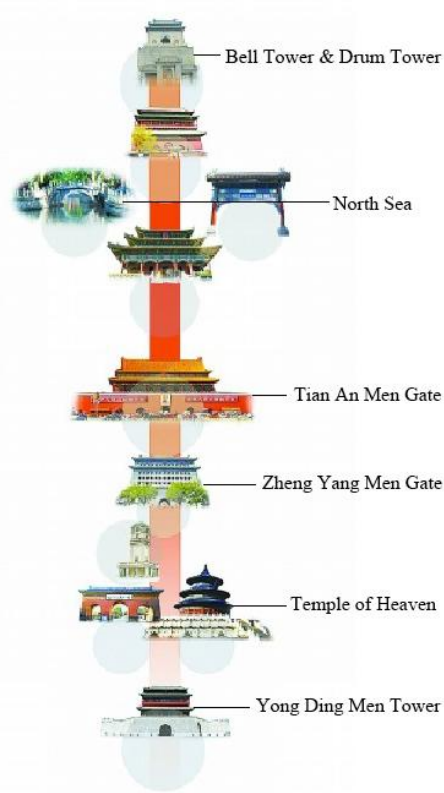 Bell Tower & Drum Tower
North Sea
Tian An Men Gate
Zheng Yang Men Gate
Temple of Heaven
Yong Ding Men Tower